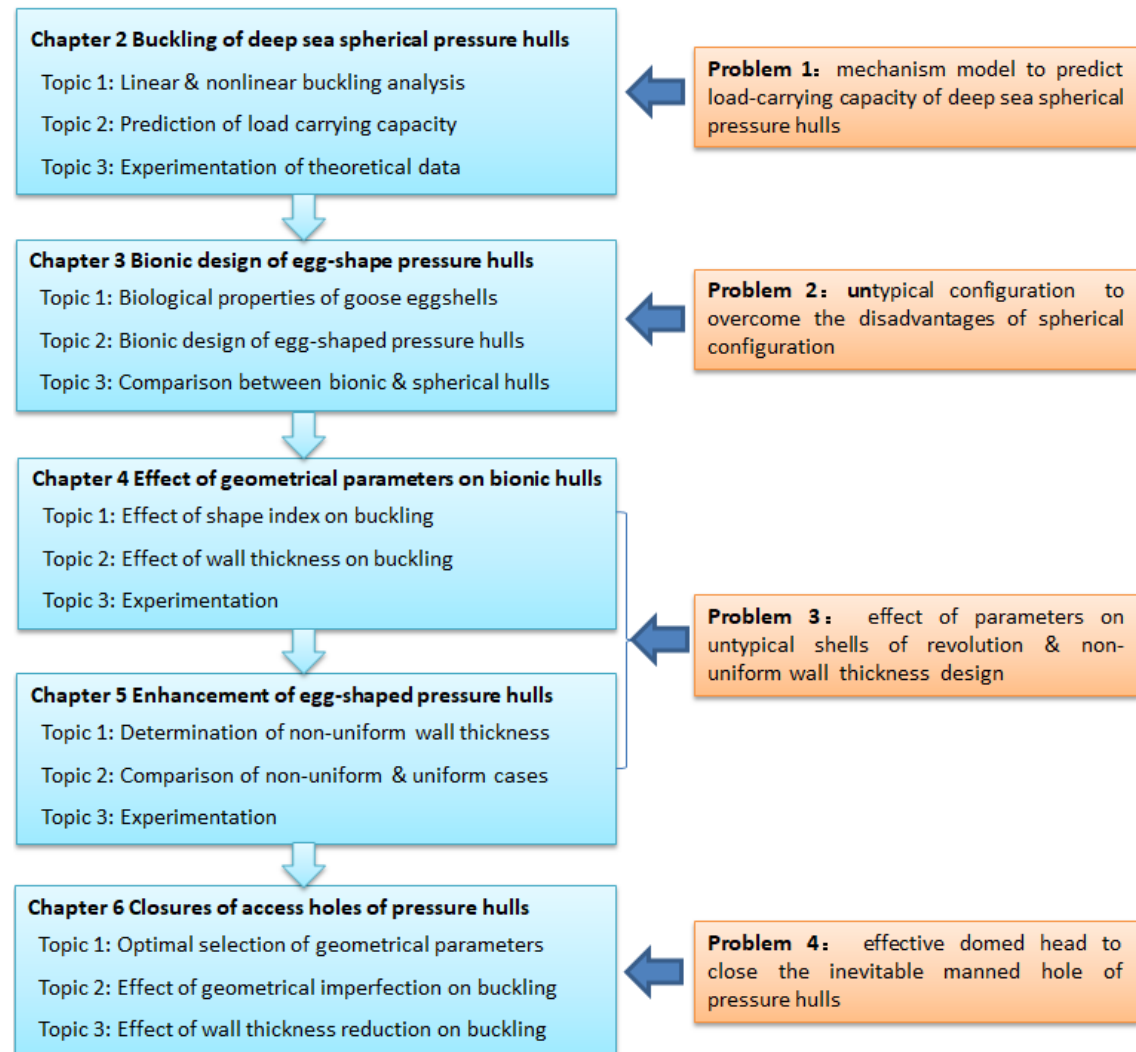 Chapter 2 Buckling of deep sea spherical pressure hulls
Topic 1: Linear & nonlinear buckling analysis
Topic 2: Prediction of load carrying capacity
Topic 3: Experimentation of theoretical data
Problem 1： mechanism model to predict
load-carrying capacity of deep sea spherical
pressure hulls
Chapter 3 Bionic design of egg-shape pressure hulls
Topic 1: Biological properties of goose eggshells
Topic 2: Bionic design of egg-shaped pressure hulls
Topic 3: Comparison between bionic & spherical hulls
Problem 2： untypical configuration to
overcome the disadvantages of spherical
configuration
Chapter 4 Effect of geometrical parameters on bionic hulls
Topic 1: Effect of shape index on buckling
Topic 2: Effect of wall thickness on buckling
Topic 3: Experimentation
Chapter 5 Enhancement of egg-shaped pressure hulls
Topic 1: Determination of non-uniform wall thickness
Topic 2: Comparison of non-uniform & uniform cases
Topic 3: Experimentation
Problem 3： effect of parameters on
untypical shells of revolution & non-
uniform wall thickness design
Chapter 6 Closures of access holes of pressure hulls
Topic 1: Optimal selection of geometrical parameters
Topic 2: Effect of geometrical imperfection on buckling
Topic 3: Effect of wall thickness reduction on buckling
Problem 4： effective domed head to
close the inevitable manned hole of
pressure hulls